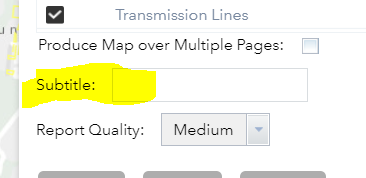 Transmission Lines
Produce Map over Multiple Pages:
Subtitle:
Report Quality: Medium